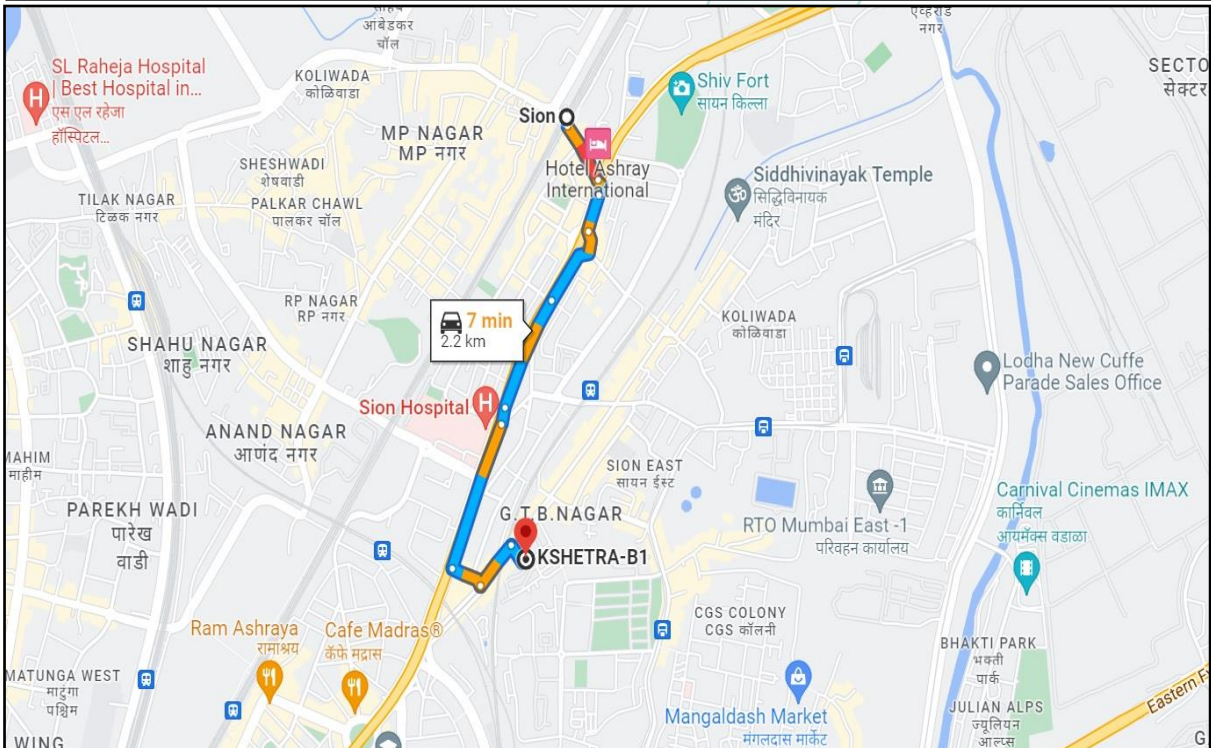 आंबेडकर
चॉल
एव्हरार्ड
नगर
SL Raheja Hospital
| Best Hospital in...
एस एल रहेजा
हॉस्पिटल...
KOLIWADA
कोळिवाडा
Shiv Fort
सायन किल्ला
SECTO
सेक्टर
Sion
MP NAGAR
MP नगर
Hotel Ashray
International
SHESHWADI
शेषवाडी
Siddhivinayak Temple
सिद्धिविनायक
मंदिर
TILAK NAGAR
टिळक नगर
PALKAR CHAWL
पालकर चॉल
RP NAGAR
RP नगर
7 min
2.2 km
KOLIWADA
कोळिवाडा
SHAHU NAGAR
शाहु नगर
Lodha New Cuffe
Parade Sales Office
Sion Hospital
ANAND NAGAR
आणंद नगर
MAHIM
माहीम
SION EAST
सायन ईस्ट
Carnival Cinemas IMAX
कार्निवल
आयमॅक्स वडाळा
PAREKH WADI
पारेख
वाडी
G.T.B.NAGAR
RTO Mumbai East -1
परिवहन कार्यालय
KSHETRA-B1
CGS COLONY
CGS कॉलनी
Ram Ashraya
रामाश्रय
Cafe Madras®
कॅफे मद्रास
BHAKTI PARK
भक्ती
पार्क
MATUNGA WEST
माटुंगा
पश्चिम
Mangaldash Market
मंगलदास मार्केट
JULIAN ALPS
ज्यूलियन
आल्प्स
Eastern F
WING
G